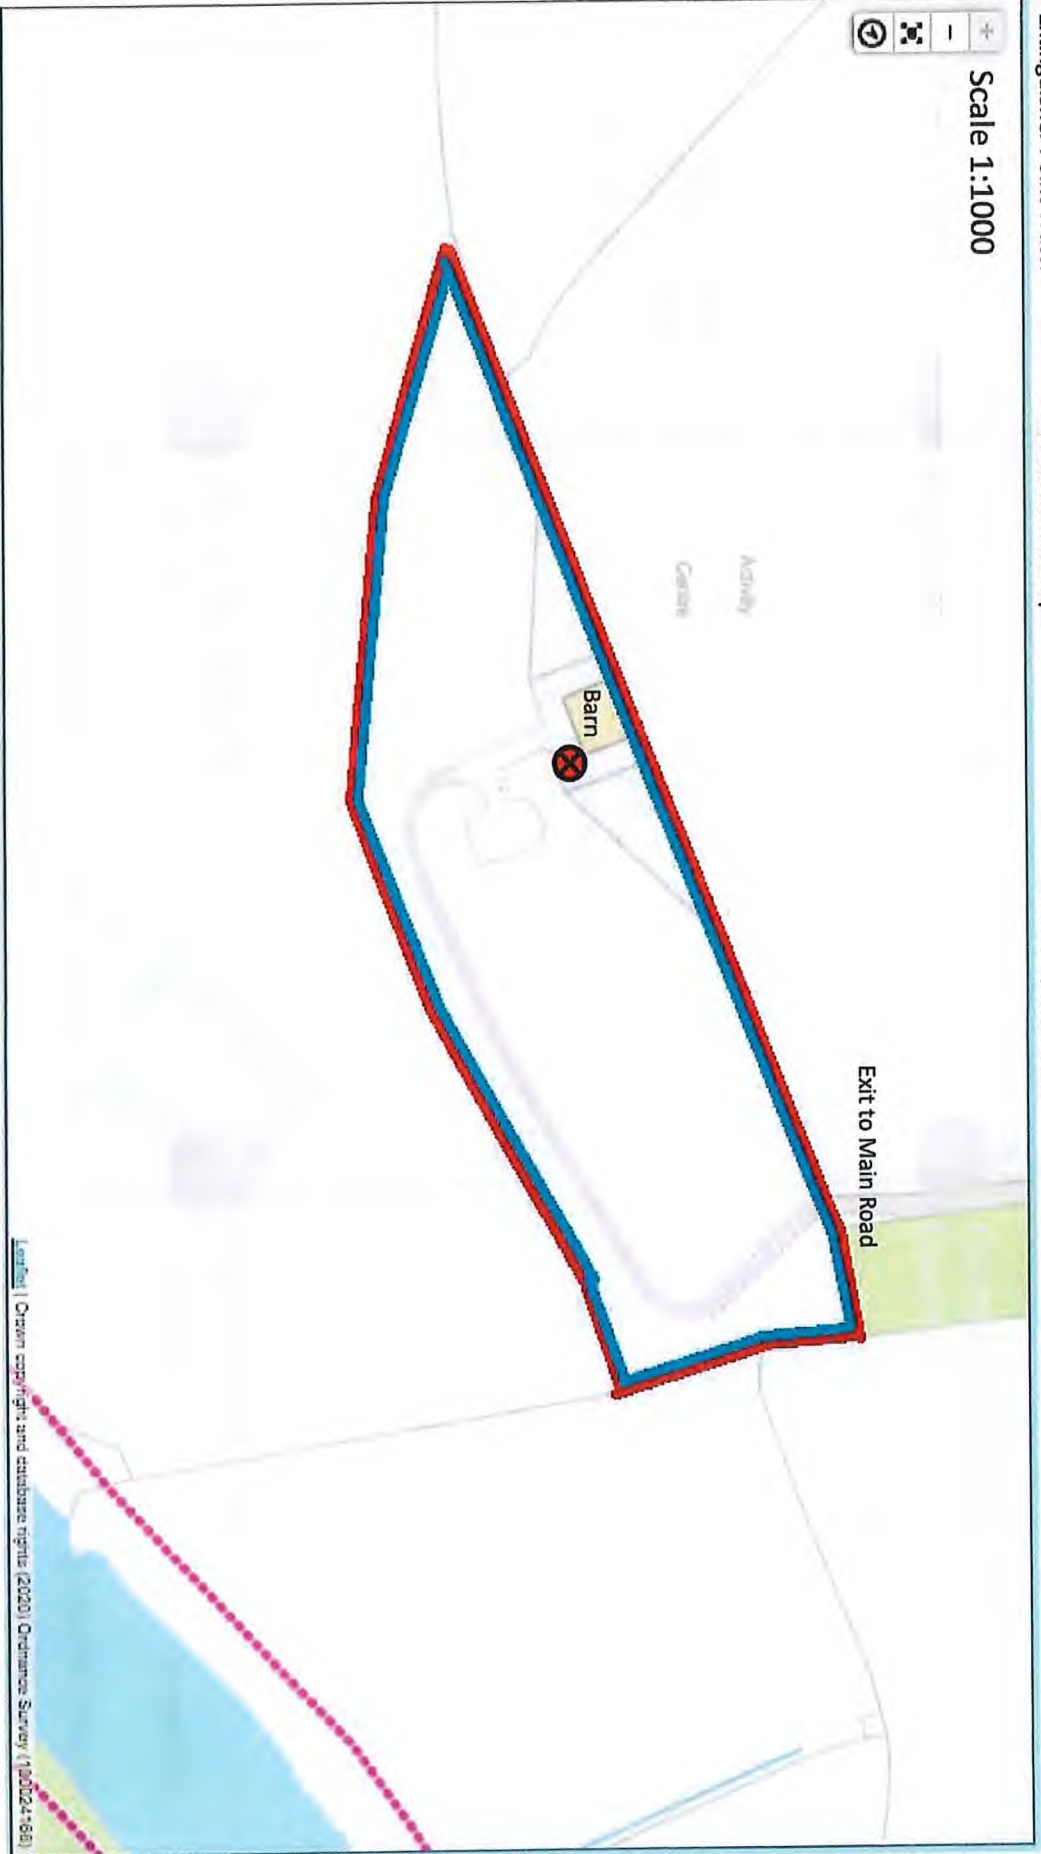 Scale 1:1000
Activity
Centre
Barn
Exit to Main Road
Leaflet | Crown copyright and database rights (2020) Ordnance Survey (100024168)